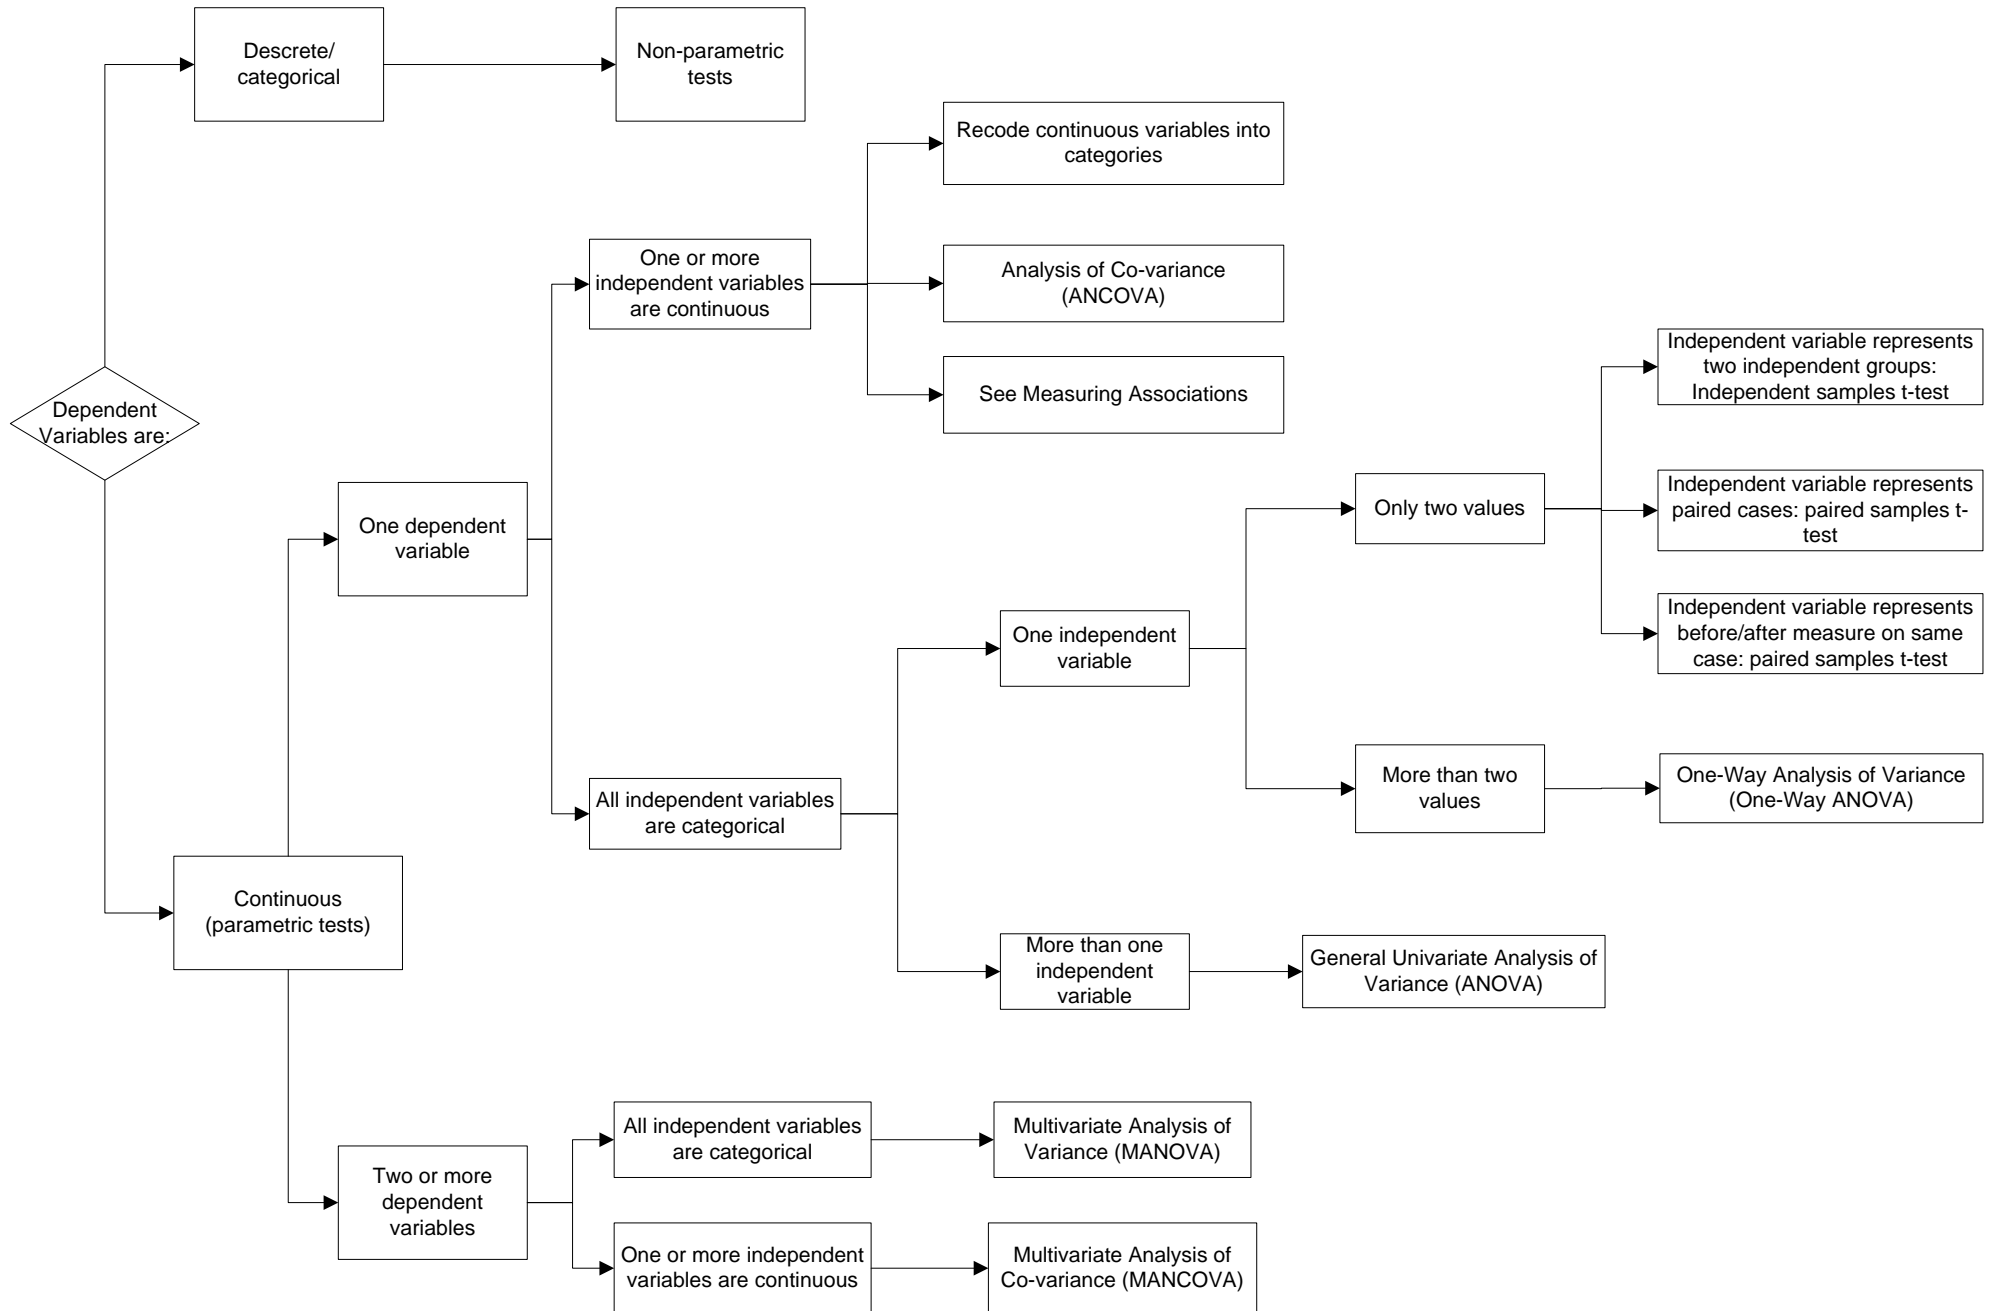 Descrete/
categorical
Non-parametric
tests
Recode continuous variables into
categories
One or more
independent variables
are continuous
Analysis of Co-variance
(ANCOVA)
See Measuring Associations
Dependent
Variables are:
Independent variable represents
two independent groups:
Independent samples t-test
One dependent
variable
Only two values
Independent variable represents
paired cases: paired samples t-
test
One independent
variable
Independent variable represents
before/after measure on same
case: paired samples t-test
All independent variables
are categorical
More than two
values
One-Way Analysis of Variance
(One-Way ANOVA)
Continuous
(parametric tests)
More than one
independent
variable
General Univariate Analysis of
Variance (ANOVA)
Two or more
dependent
variables
All independent variables
are categorical
Multivariate Analysis of
Variance (MANOVA)
One or more independent
variables are continuous
Multivariate Analysis of
Co-variance (MANCOVA)